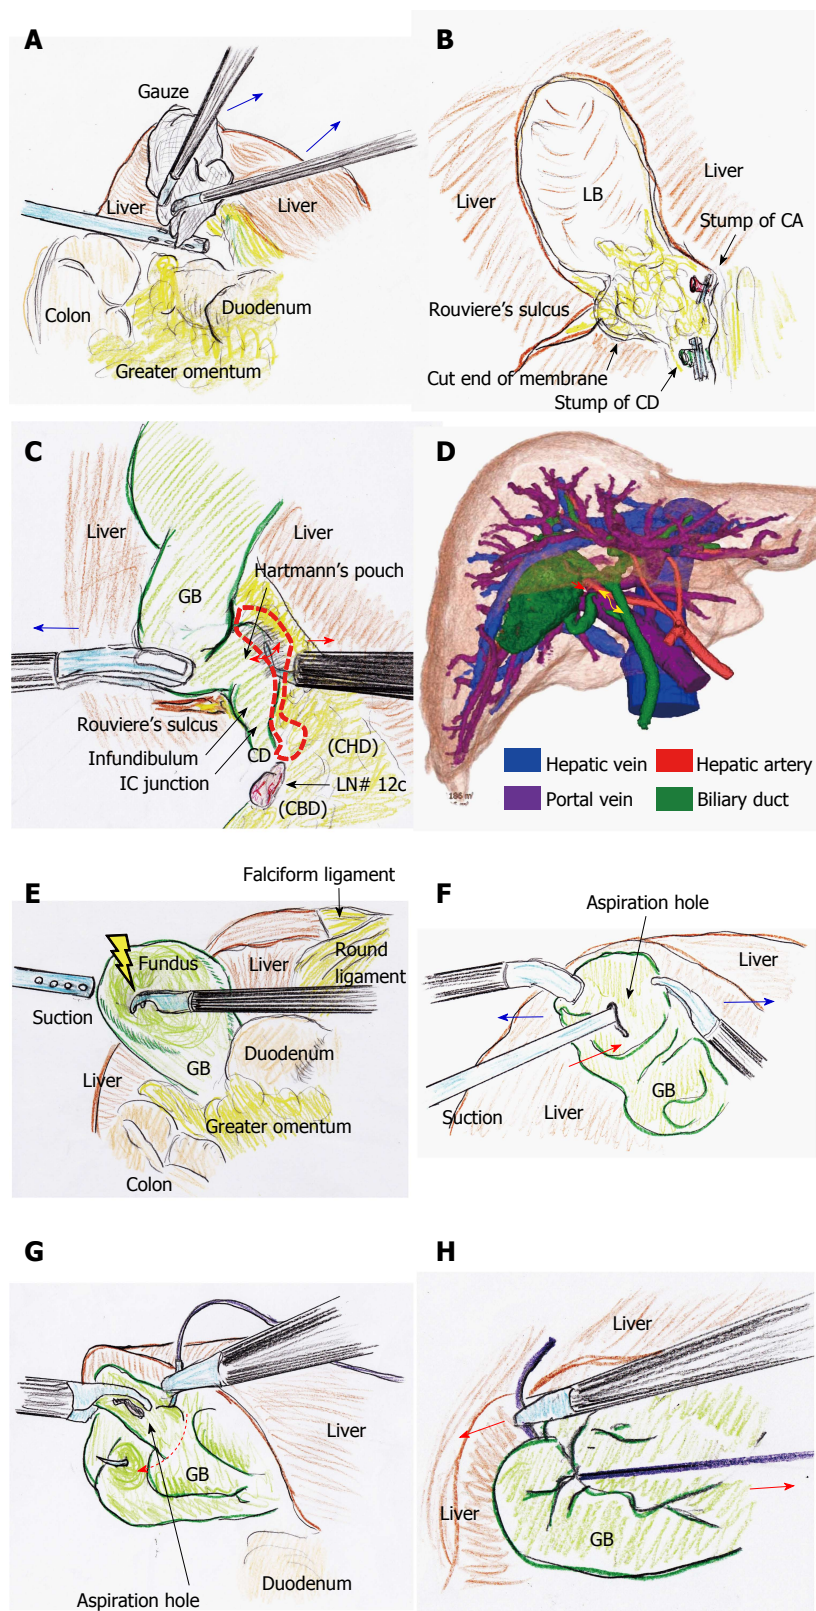 A
Gauze
Liver
Liver
Colon
Duodenum
Greater omentum
B
Liver
LB
Liver
Stump of CA
Rouviere's sulcus
Cut end of membrane
Stump of CD
C
Liver
Liver
Hartmann's pouch
GB
Rouviere's sulcus
Infundibulum
CD
(CHD)
IC junction
LN# 12c
(CBD)
D
Hepatic vein
Hepatic artery
Portal vein
Biliary duct
E
Falciform ligament
Fundus
Liver
Round
ligament
Suction
Duodenum
GB
Liver
Greater omentum
Colon
F
Aspiration hole
Liver
GB
Suction
Liver
G
Liver
GB
Aspiration hole
Duodenum
H
Liver
Liver
GB